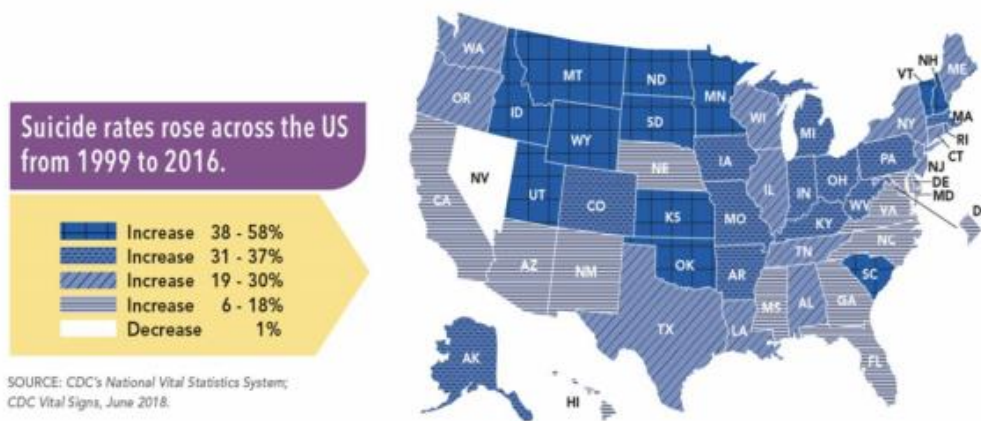 Suicide rates rose across the US
from 1999 to 2016.
Increase 38 - 58%
Increase 31 - 37%
Increase 19 - 30%
Increase 6 - 18%
Decrease 1%
SOURCE: CDC's National Vital Statistics System;
CDC Vital Signs, June 2018.
WA
OR
CA
NV
ID
MT
WY
UT
AZ
CO
NM
ND
SD
NE
KS
OK
TX
MN
IA
MO
AR
LA
WI
IL
MS
MI
IN
OH
KY
TN
AL
GA
FL
SC
NC
VA
WV
PA
NY
VT
NH
ME
MA
RI
CT
NJ
DE
MD
D
AK
HI